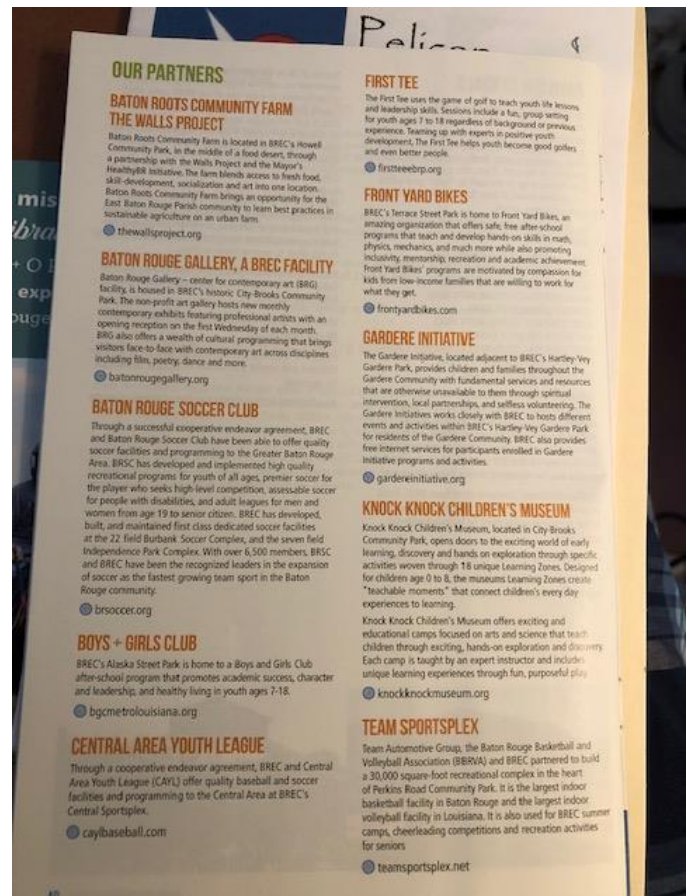 Pelican
mis
+ O
exp
ouge
OUR PARTNERS
BATON ROOTS COMMUNITY FARM
THE WALLS PROJECT
Baton Roots Community Farm is located in BREC's Howell
Community Park, in the middle of a food desert, through
a partnership with the Walls Project and the Mayor's
HealthyBR Initiative. The farm blends access to fresh food,
skill-development, socialization and art into one location.
Baton Roots Community Farm brings an opportunity for the
East Baton Rouge Parish community to learn best practices in
sustainable agriculture on an urban farm.
thewallsproject.org
BATON ROUGE GALLERY, A BREC FACILITY
Baton Rouge Gallery – center for contemporary art (BRG)
facility, is housed in BREC's historic City-Brooks Community
Park. The non-profit art gallery hosts new monthly
contemporary exhibits featuring professional artists with an
opening reception on the first Wednesday of each month.
BRG also offers a wealth of cultural programming that brings
visitors face-to-face with contemporary art across disciplines
including film, poetry, dance and more.
batonrougegallery.org
BATON ROUGE SOCCER CLUB
Through a successful cooperative endeavor agreement, BREC
and Baton Rouge Soccer Club have been able to offer quality
soccer facilities and programming to the Greater Baton Rouge
Area. BRSC has developed and implemented high quality
recreational programs for youth of all ages, premier soccer for
the player who seeks high-level competition, assessable soccer
for people with disabilities, and adult leagues for men and
women from age 19 to senior citizen. BREC has developed,
built, and maintained first class dedicated soccer facilities
at the 22 field Burbank Soccer Complex, and the seven field
Independence Park Complex. With over 6,500 members, BRSC
and BREC have been the recognized leaders in the expansion
of soccer as the fastest growing team sport in the Baton
Rouge community.
brsoccer.org
BOYS + GIRLS CLUB
BREC's Alaska Street Park is home to a Boys and Girls Club
after-school program that promotes academic success, character
and leadership, and healthy living in youth ages 7-18.
bgcmetrolouisiana.org
CENTRAL AREA YOUTH LEAGUE
Through a cooperative endeavor agreement, BREC and Central
Area Youth League (CAYL) offer quality baseball and soccer
facilities and programming to the Central Area at BREC's
Central Sportsplex.
caylbaseball.com
FIRST TEE
The First Tee uses the game of golf to teach youth life lessons
and leadership skills. Sessions include a fun, group setting
for youth ages 7 to 18 regardless of background or previous
experience. Teaming up with experts in positive youth
development, The First Tee helps youth become good golfers
and even better people.
firstteebrp.org
FRONT YARD BIKES
BREC's Terrace Street Park is home to Front Yard Bikes, an
amazing organization that offers safe, free after-school
programs that teach and develop hands-on skills in math,
physics, mechanics, and much more while also promoting
inclusivity, mentorship, recreation and academic achievement.
Front Yard Bikes' programs are motivated by compassion for
kids from low-income families that are willing to work for
what they get.
frontyardbikes.com
GARDERE INITIATIVE
The Gardere Initiative, located adjacent to BREC's Hartley-Vey
Gardere Park, provides children and families throughout the
Gardere Community with fundamental services and resources
that are otherwise unavailable to them through spiritual
intervention, local partnerships, and selfless volunteering. The
Gardere Initiatives works closely with BREC to hosts different
events and activities within BREC's Hartley-Vey Gardere Park
for residents of the Gardere Community. BREC also provides
free internet services for participants enrolled in Gardere
Initiative programs and activities.
gardereinitiative.org
KNOCK KNOCK CHILDREN'S MUSEUM
Knock Knock Children's Museum, located in City-Brooks
Community Park, opens doors to the exciting world of early
learning, discovery and hands on exploration through specific
activities woven through 18 unique Learning Zones. Designed
for children age 0 to 8, the museums Learning Zones create
"teachable moments" that connect children's every day
experiences to learning.
Knock Knock Children's Museum offers exciting and
educational camps focused on arts and science that teach
children through exciting, hands-on exploration and discovery.
Each camp is taught by an expert instructor and includes
unique learning experiences through fun, purposeful play.
knockknockmuseum.org
TEAM SPORTSPLEX
Team Automotive Group, the Baton Rouge Basketball and
Volleyball Association (BBRVA) and BREC partnered to build
a 30,000 square-foot recreational complex in the heart
of Perkins Road Community Park. It is the largest indoor
basketball facility in Baton Rouge and the largest indoor
volleyball facility in Louisiana. It is also used for BREC summer
camps, cheerleading competitions and recreation activities
for seniors
teamsportsplex.net